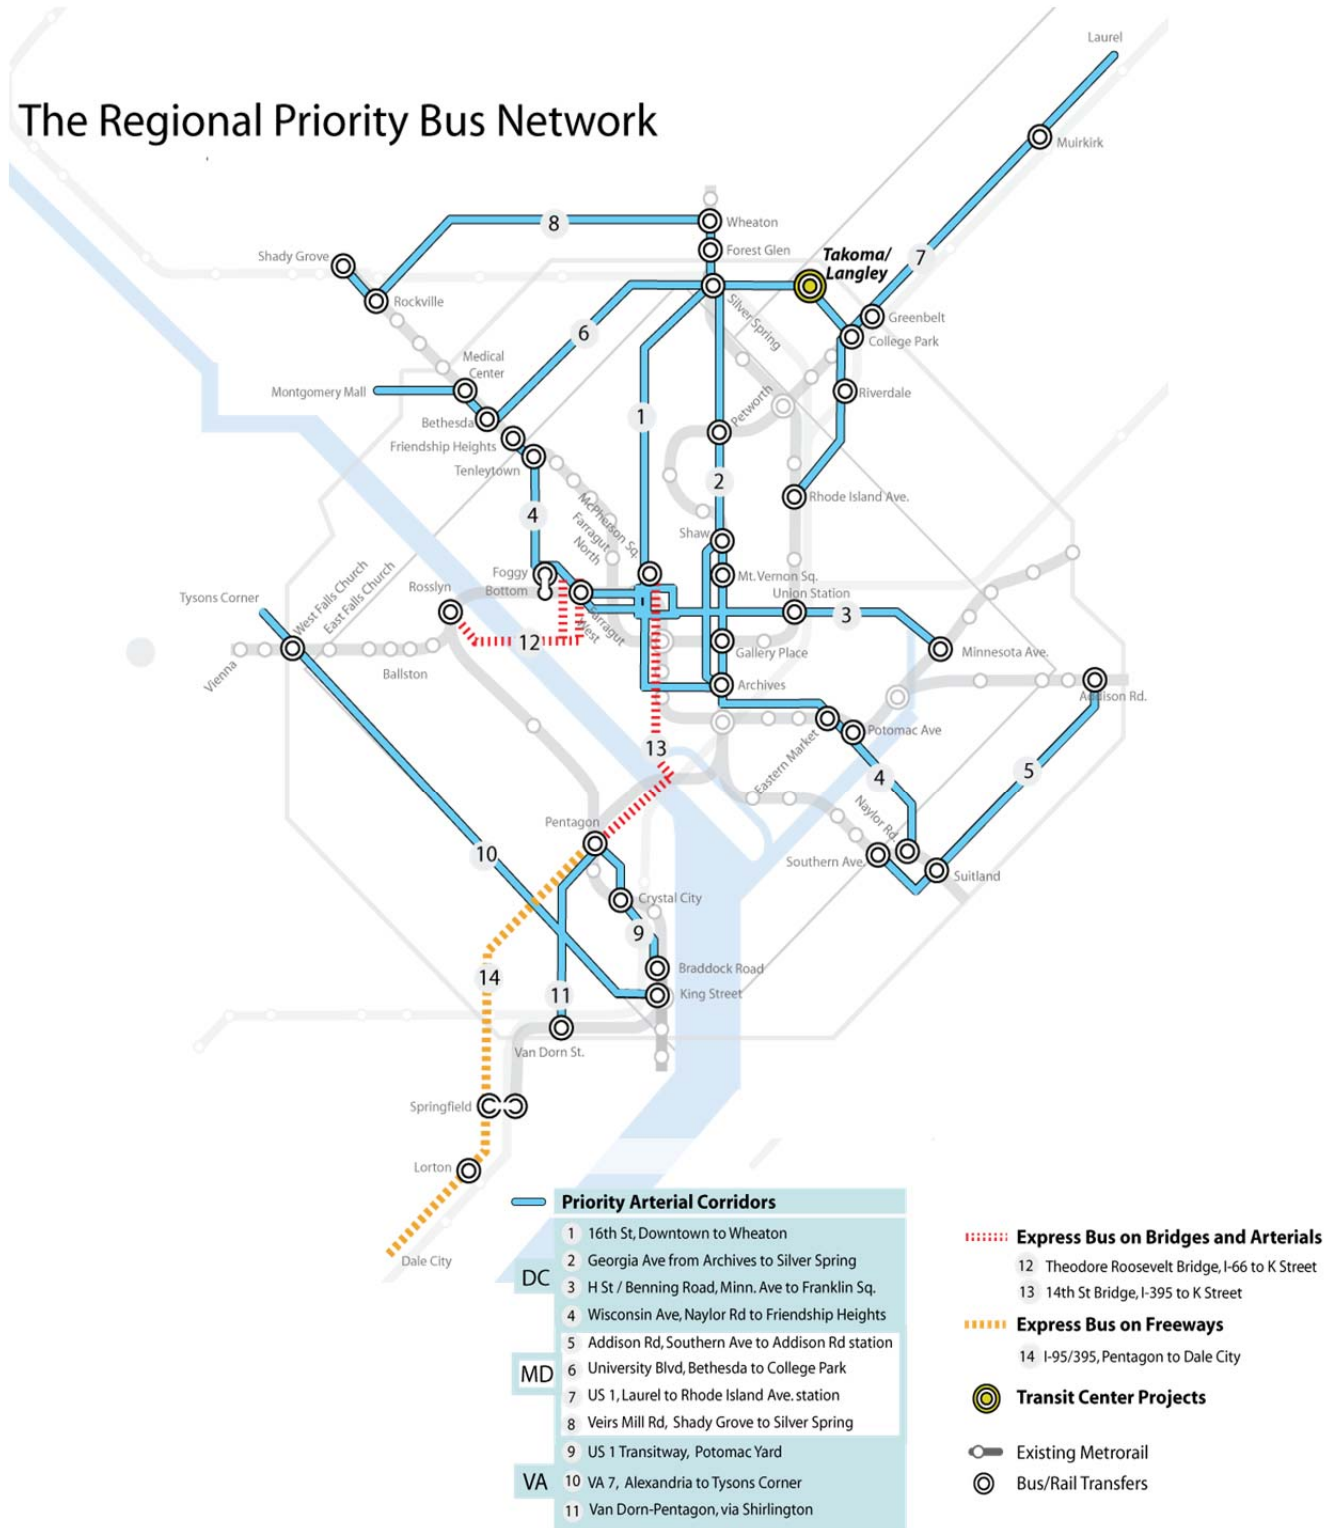 The Regional Priority Bus Network
Laurel
Muirkirk
8
Wheaton
Forest Glen
Shady Grove
Takoma/
Langley
7
Rockville
Silver Spring
Greenbelt
College Park
6
Medical
Center
Montgomery Mall
Riverdale
Bethesda
1
Petworth
Friendship Heights
Tenleytown
2
Rhode Island Ave.
4
McPherson Sq.
Farragut
North
Shaw
Foggy
Bottom
Mt. Vernon Sq.
Union Station
Rosslyn
West Falls Church
East Falls Church
Tysons Corner
Farragut
West
3
12
Gallery Place
Minnesota Ave.
Vienna
Ballston
Archives
Addison Rd.
Potomac Ave
13
Eastern Market
4
5
Pentagon
Naylor Rd.
10
Southern Ave.
Suitland
Crystal City
9
14
Braddock Road
11
King Street
Van Dorn St.
Springfield
Lorton
Dale City
Priority Arterial Corridors
DC
1 16th St, Downtown to Wheaton
2 Georgia Ave from Archives to Silver Spring
3 H St / Benning Road, Minn. Ave to Franklin Sq.
4 Wisconsin Ave, Naylor Rd to Friendship Heights
MD
5 Addison Rd, Southern Ave to Addison Rd station
6 University Blvd, Bethesda to College Park
7 US 1, Laurel to Rhode Island Ave. station
8 Veirs Mill Rd, Shady Grove to Silver Spring
VA
9 US 1 Transitway, Potomac Yard
10 VA 7, Alexandria to Tysons Corner
11 Van Dorn-Pentagon, via Shirlington
Express Bus on Bridges and Arterials
12 Theodore Roosevelt Bridge, I-66 to K Street
13 14th St Bridge, I-395 to K Street
Express Bus on Freeways
14 I-95/395, Pentagon to Dale City
Transit Center Projects
Existing Metrorail
Bus/Rail Transfers